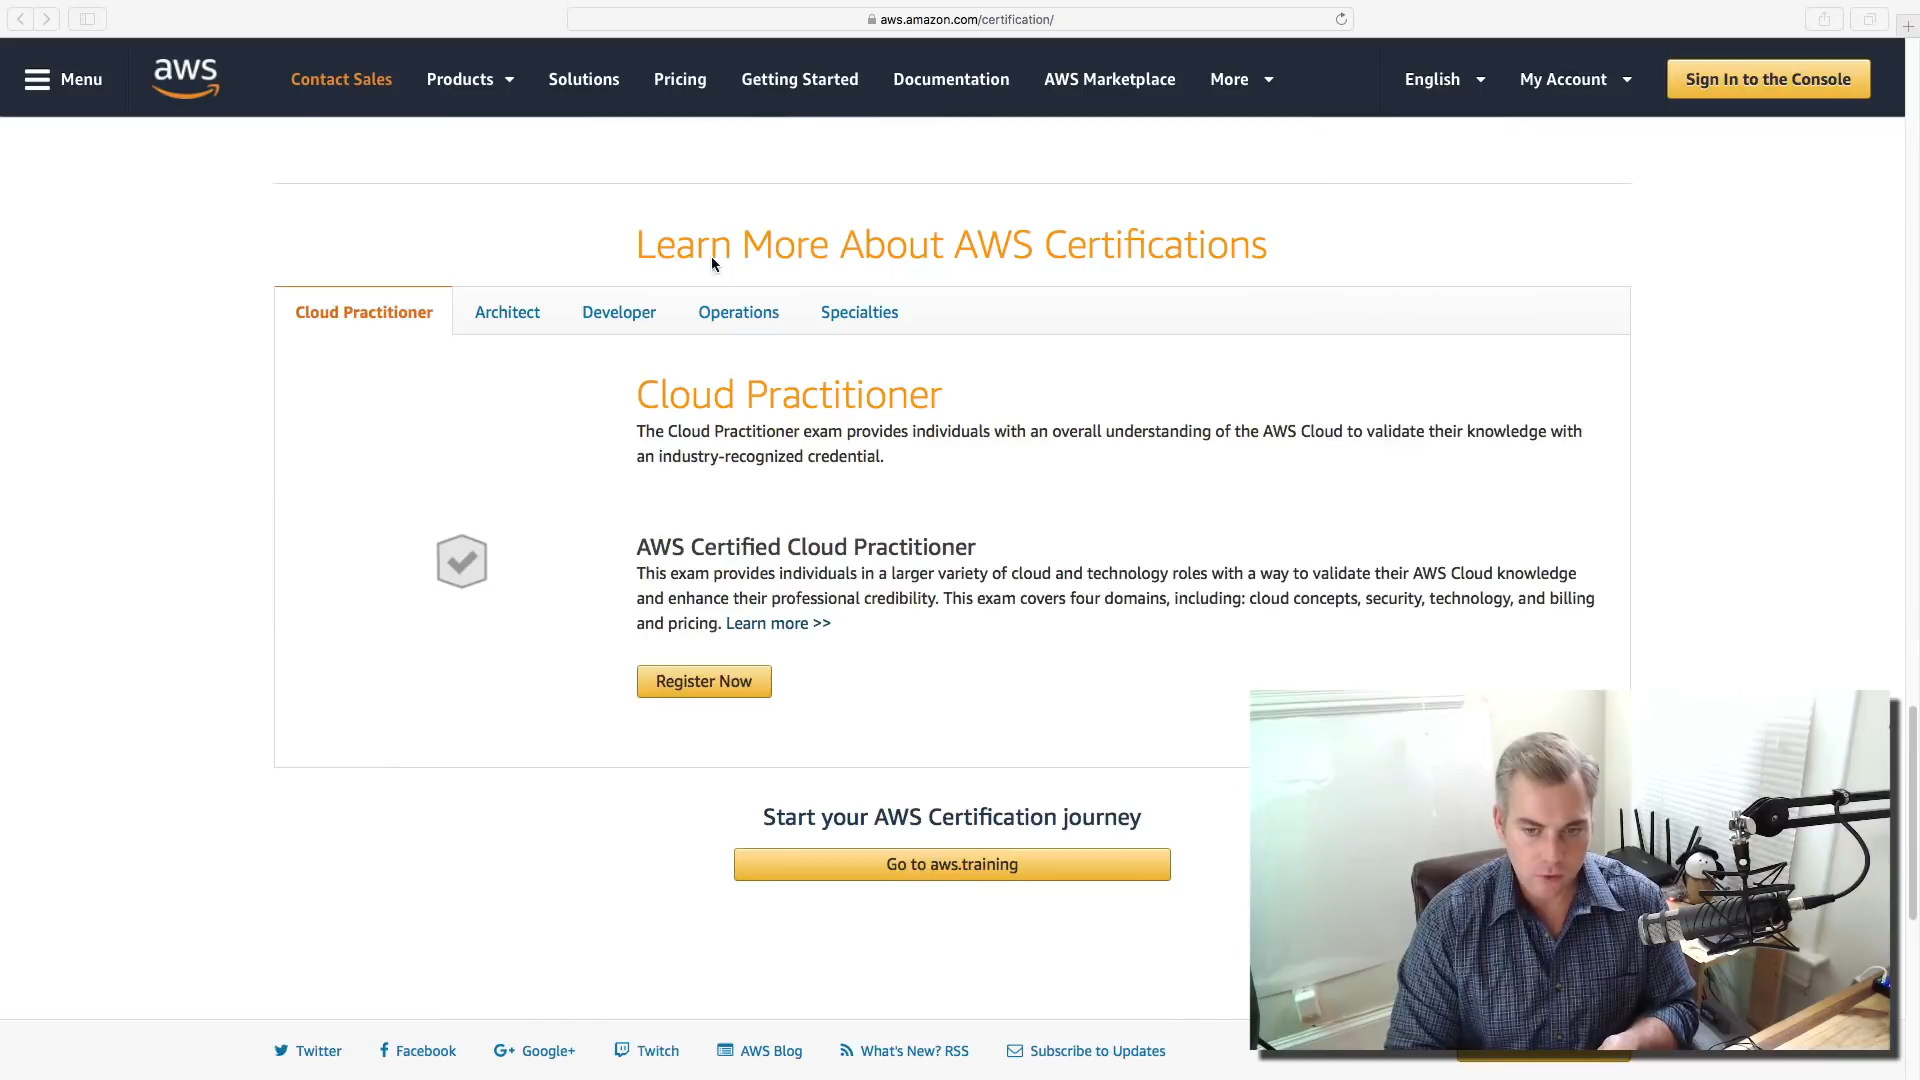 aws.amazon.com/certification/
Menu
aws
Contact Sales
Products
Solutions
Pricing
Getting Started
Documentation
AWS Marketplace
More
English
My Account
Sign In to the Console
Learn More About AWS Certifications
Cloud Practitioner
Architect
Developer
Operations
Specialties
Cloud Practitioner
The Cloud Practitioner exam provides individuals with an overall understanding of the AWS Cloud to validate their knowledge with
an industry-recognized credential.
AWS Certified Cloud Practitioner
This exam provides individuals in a larger variety of cloud and technology roles with a way to validate their AWS Cloud knowledge
and enhance their professional credibility. This exam covers four domains, including: cloud concepts, security, technology, and billing
and pricing. Learn more >>
Register Now
Start your AWS Certification journey
Go to aws.training
Twitter
Facebook
Google+
Twitch
AWS Blog
What's New? RSS
Subscribe to Updates